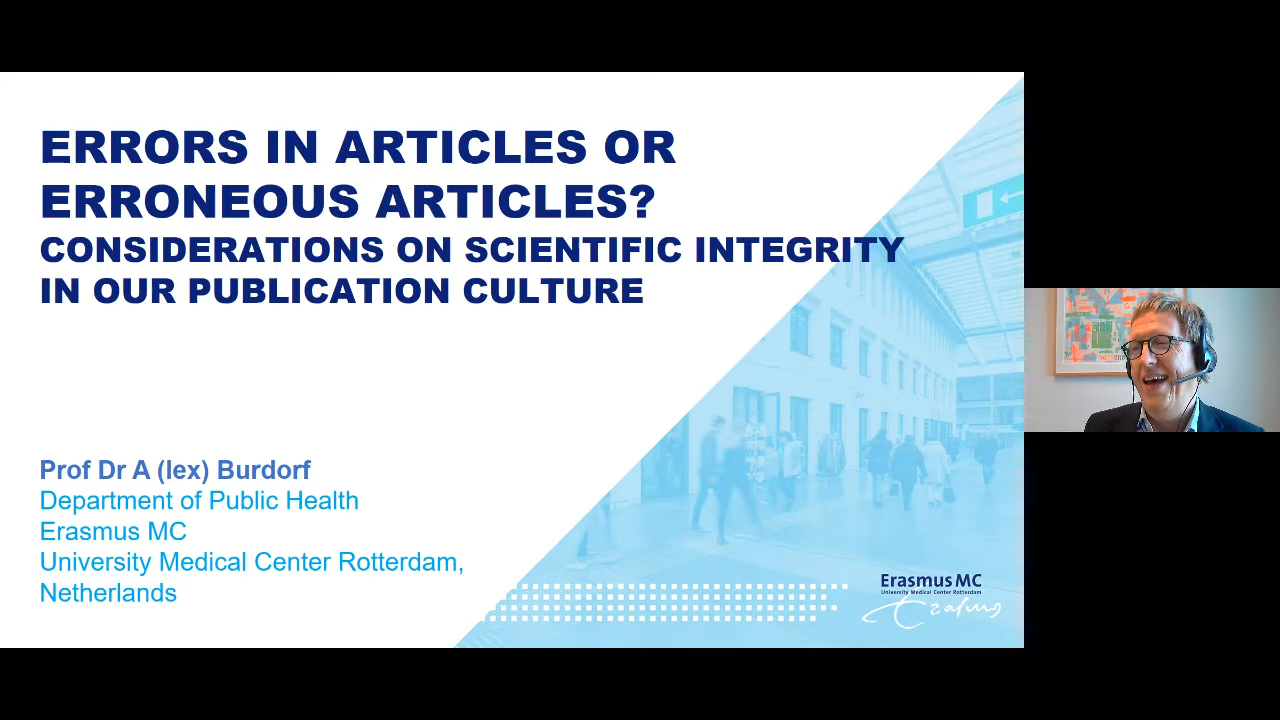 ERRORS IN ARTICLES OR
ERRONEOUS ARTICLES?
CONSIDERATIONS ON SCIENTIFIC INTEGRITY
IN OUR PUBLICATION CULTURE
Prof Dr A (lex) Burdorf
Department of Public Health
Erasmus MC
University Medical Center Rotterdam,
Netherlands
Erasmus MC
University Medical Center Rotterdam
Erasmus